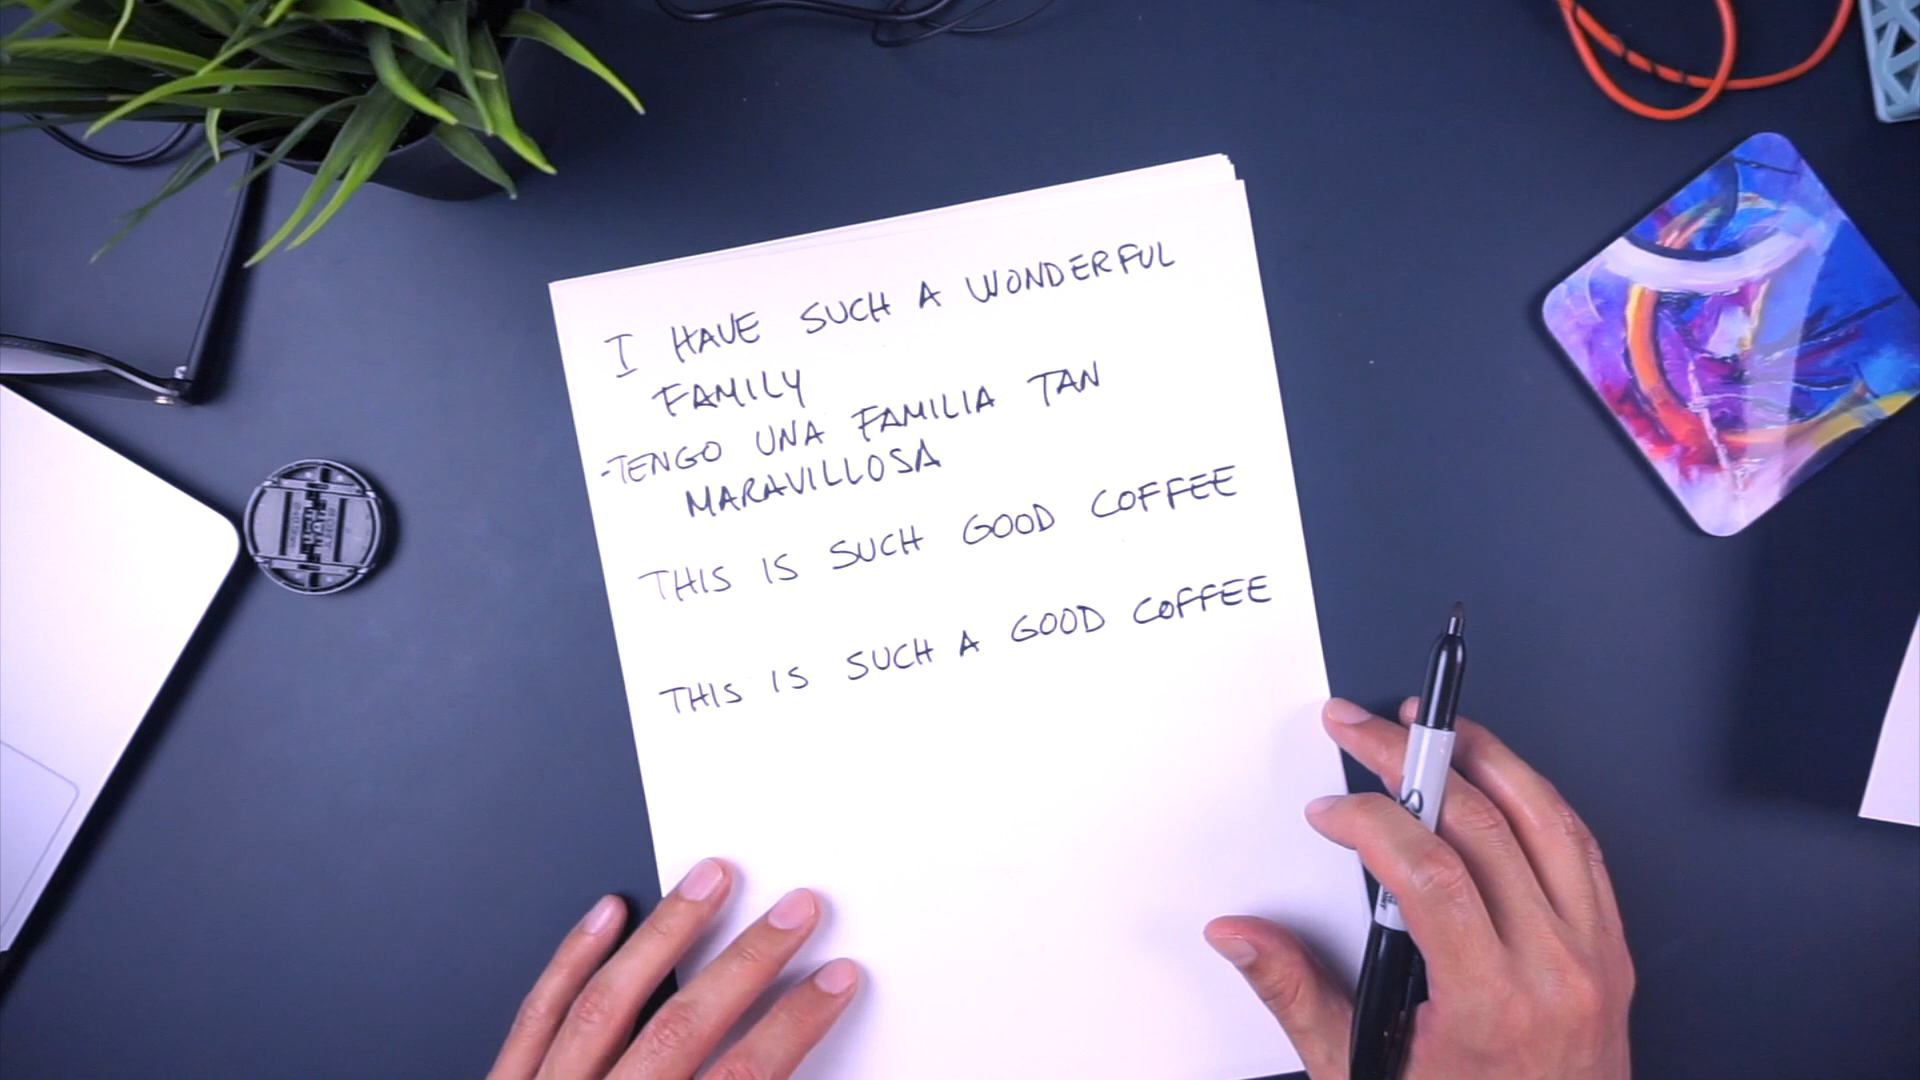 I HAVE SUCH A WONDERFUL
FAMILY
-TENGO UNA FAMILIA TAN
MARAVILLOSA
THIS IS SUCH GOOD COFFEE
THIS IS SUCH A GOOD COFFEE